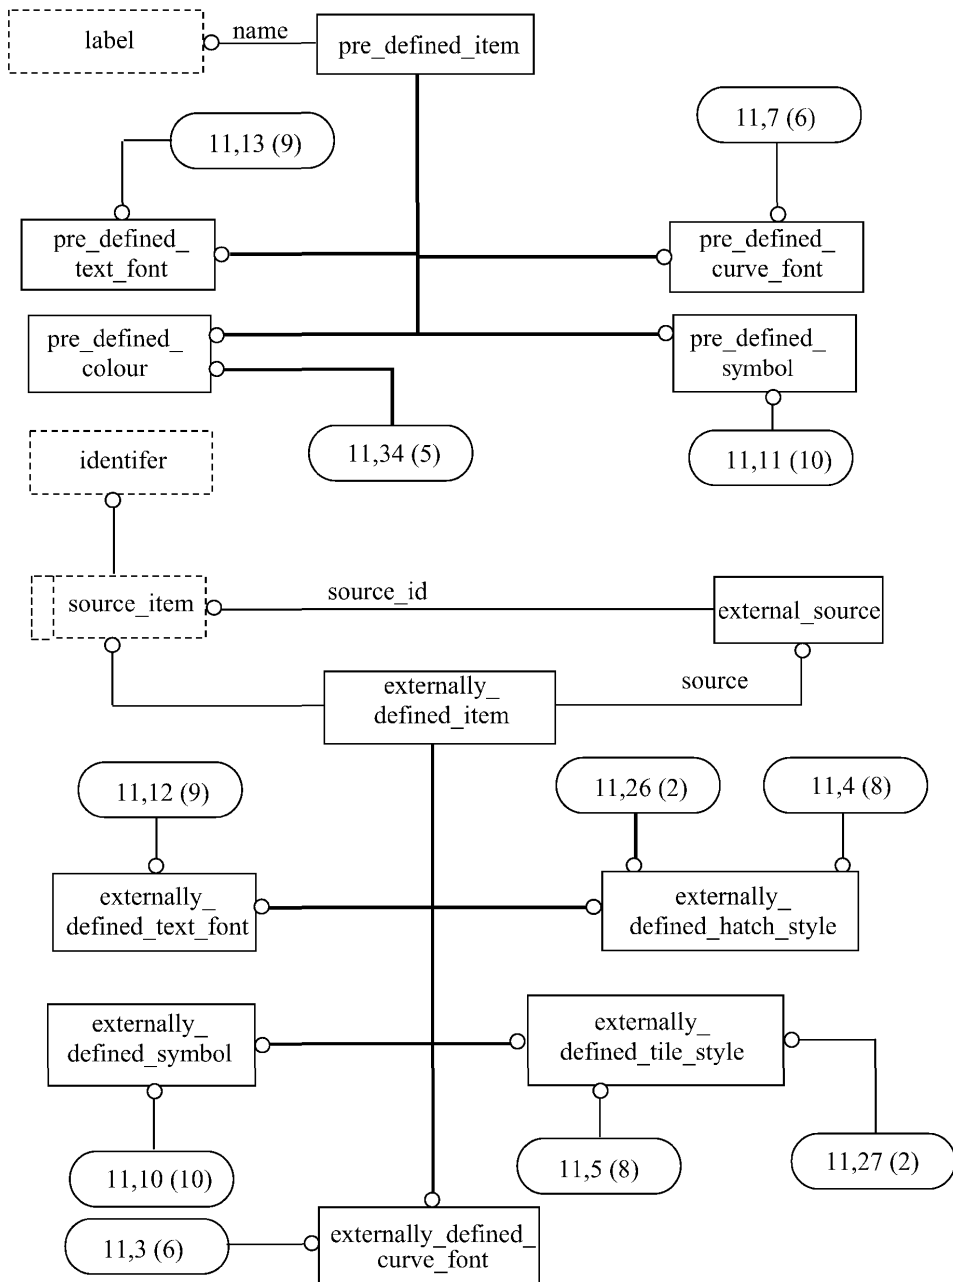 label
name
pre_defined_item
11,13 (9)
11,7 (6)
pre_defined_
text_font
pre_defined_
curve_font
pre_defined_
colour
pre_defined_
symbol
11,34 (5)
11,11 (10)
identifer
source_item
source_id
external_source
externally_
defined_item
source
11,12 (9)
11,26 (2)
11,4 (8)
externally_
defined_text_font
externally_
defined_hatch_style
externally_
defined_symbol
externally_
defined_tile_style
11,10 (10)
11,5 (8)
11,27 (2)
11,3 (6)
externally_defined_
curve_font